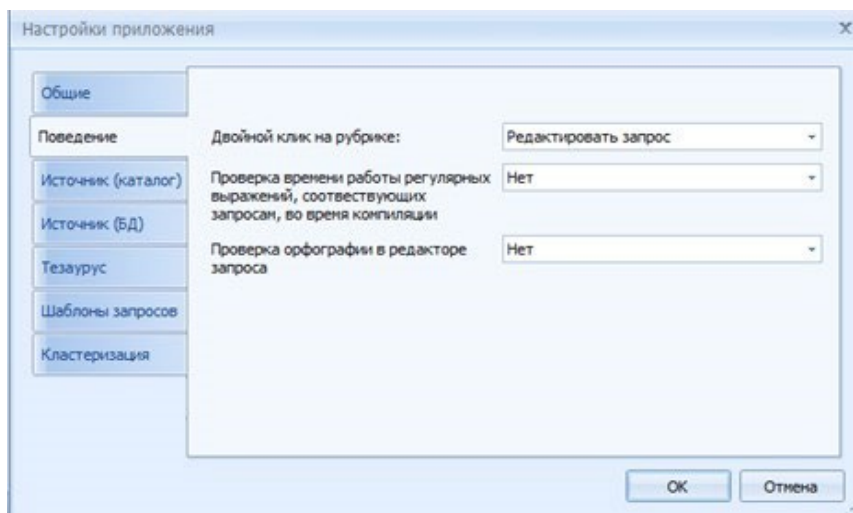 Настройки приложения
Общие
Поведение
Источник (каталог)
Источник (БД)
Тезаурус
Шаблоны запросов
Кластеризация
Двойной клик на рубрике:
Редактировать запрос
Проверка времени работы регулярных
выражений, соотвествующих
запросам, во время компиляции
Нет
Проверка орфографии в редакторе
запроса
Нет
ОК
Отмена